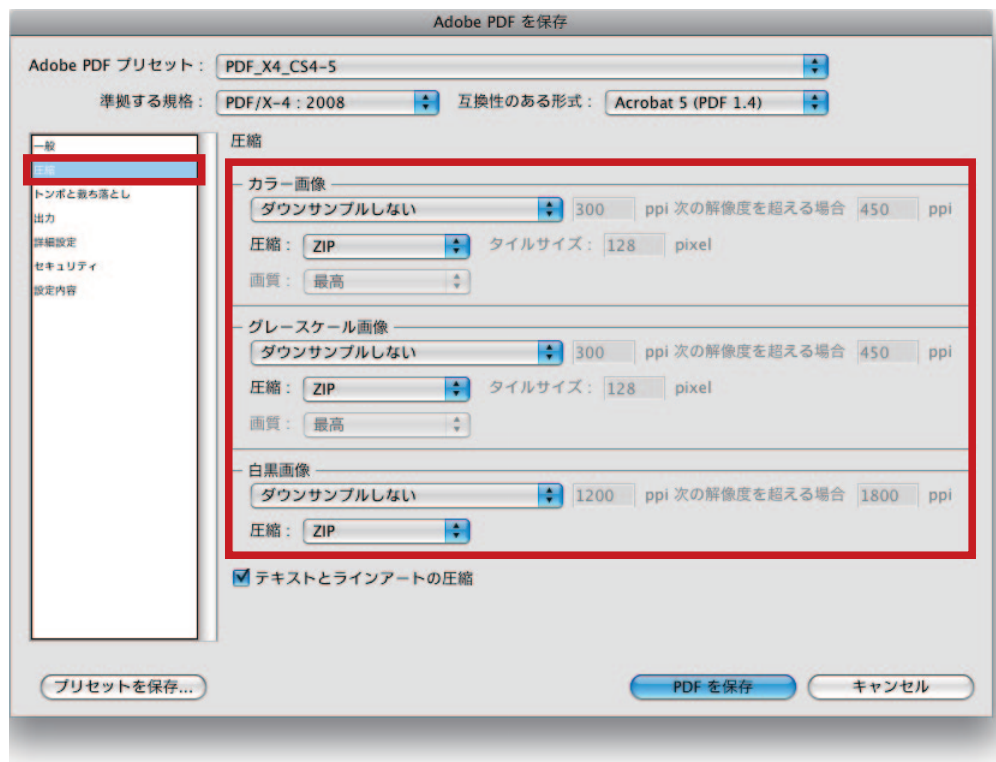 Adobe PDF を保存
Adobe PDF プリセット： PDF_X4_CS4-5
準拠する規格： PDF/X-4 : 2008 互換性のある形式： Acrobat 5 (PDF 1.4)
一般
圧縮
トンボと裁ち落とし
出力
詳細設定
セキュリティ
設定内容
圧縮
カラー画像
ダウンサンプルしない 300 ppi 次の解像度を超える場合 450 ppi
圧縮： ZIP タイルサイズ： 128 pixel
画質： 最高
グレースケール画像
ダウンサンプルしない 300 ppi 次の解像度を超える場合 450 ppi
圧縮： ZIP タイルサイズ： 128 pixel
画質： 最高
白黒画像
ダウンサンプルしない 1200 ppi 次の解像度を超える場合 1800 ppi
圧縮： ZIP
テキストとラインアートの圧縮
プリセットを保存... PDF を保存 キャンセル